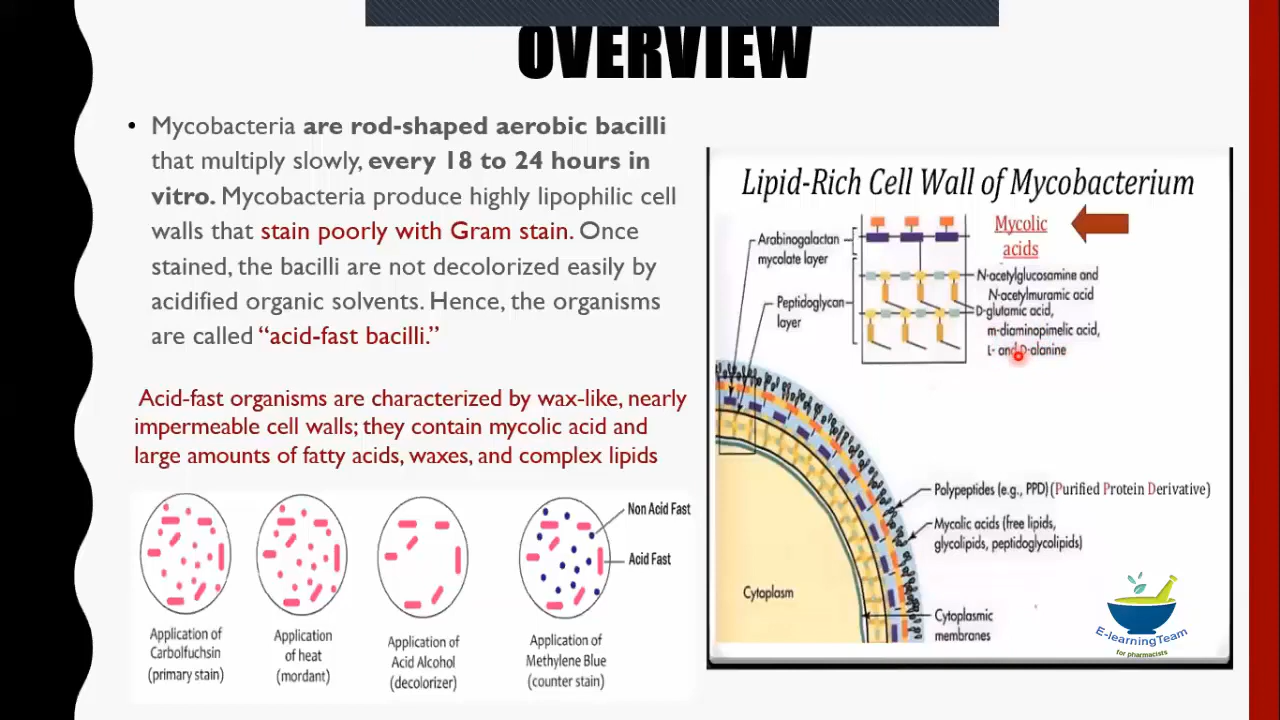 OVERVIEW
• Mycobacteria are rod-shaped aerobic bacilli
that multiply slowly, every 18 to 24 hours in
vitro. Mycobacteria produce highly lipophilic cell
walls that stain poorly with Gram stain. Once
stained, the bacilli are not decolorized easily by
acidified organic solvents. Hence, the organisms
are called “acid-fast bacilli.”
Acid-fast organisms are characterized by wax-like, nearly
impermeable cell walls; they contain mycolic acid and
large amounts of fatty acids, waxes, and complex lipids
Non Acid Fast
Acid Fast
Application of
Carbolfuchsin
(primary stain)
Application
of heat
(mordant)
Application of
Acid Alcohol
(decolorizer)
Application of
Methylene Blue
(counter stain)
Lipid-Rich Cell Wall of Mycobacterium
Arabinogalactan
mycolate layer
Peptidoglycan
layer
Mycolic
acids
N-acetylglucosamine and
N-acetylmuramic acid
D-glutamic acid,
m-diaminopimelic acid,
L- and D-alanine
Polypeptides (e.g., PPD) (Purified Protein Derivative)
Mycolic acids (free lipids,
glycolipids, peptidoglycolipids)
Cytoplasm
Cytoplasmic
membranes
E-learningTeam
for pharmacists